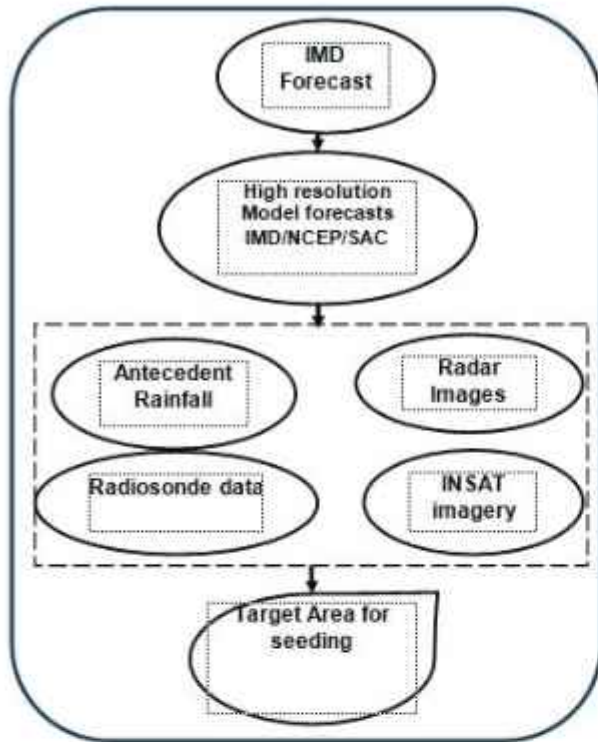 IMD
Forecast
High resolution
Model forecasts
IMD/NCEP/SAC
Antecedent
Rainfall
Radar
Images
Radiosonde data
INSAT
imagery
Target Area for
seeding